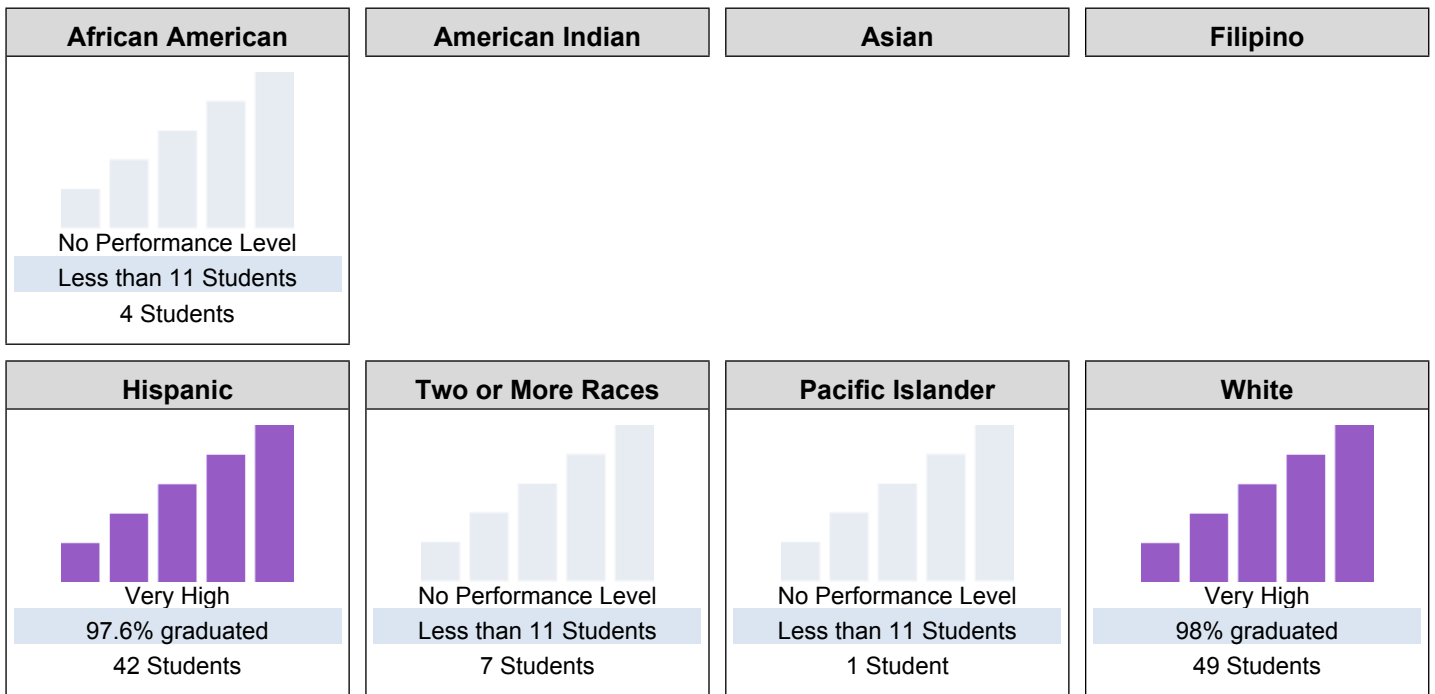 African American
American Indian
Asian
Filipino
No Performance Level
Less than 11 Students
4 Students
Hispanic
Two or More Races
Pacific Islander
White
Very High
97.6% graduated
42 Students
No Performance Level
Less than 11 Students
7 Students
No Performance Level
Less than 11 Students
1 Student
Very High
98% graduated
49 Students